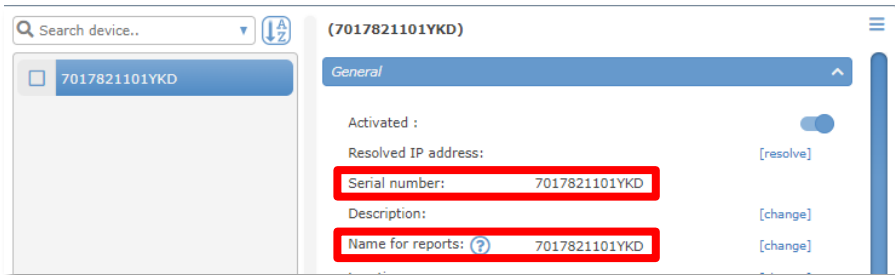 Search device..
7017821101YKD
(7017821101YKD)
General
Activated :
Resolved IP address: [resolve]
Serial number: 7017821101YKD
Description: [change]
Name for reports: ? 7017821101YKD [change]